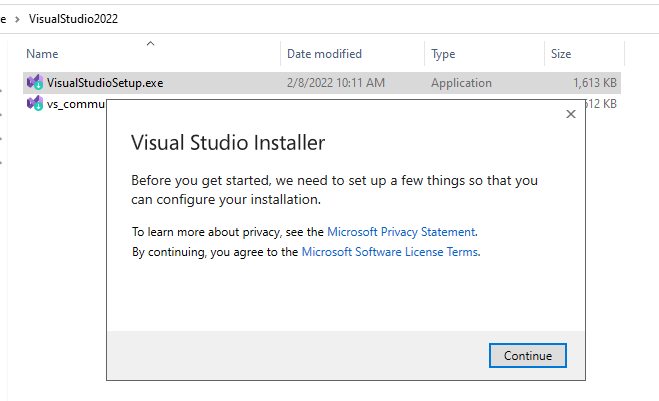 e > VisualStudio2022
Name Date modified Type Size
VisualStudioSetup.exe 2/8/2022 10:11 AM Application 1,613 KB
vs_commu 612 KB
Visual Studio Installer
Before you get started, we need to set up a few things so that you
can configure your installation.
To learn more about privacy, see the Microsoft Privacy Statement.
By continuing, you agree to the Microsoft Software License Terms.
Continue